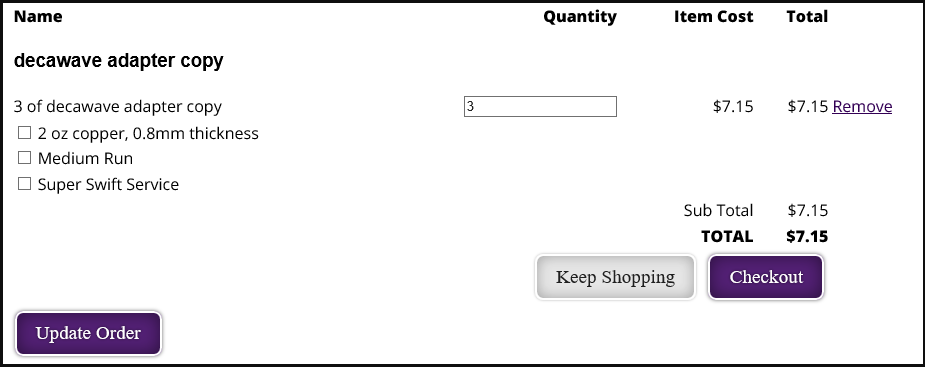 Name Quantity Item Cost Total
decawave adapter copy
3 of decawave adapter copy 3 $7.15 $7.15 Remove
2 oz copper, 0.8mm thickness
Medium Run
Super Swift Service
Sub Total $7.15
TOTAL $7.15
Keep Shopping Checkout
Update Order